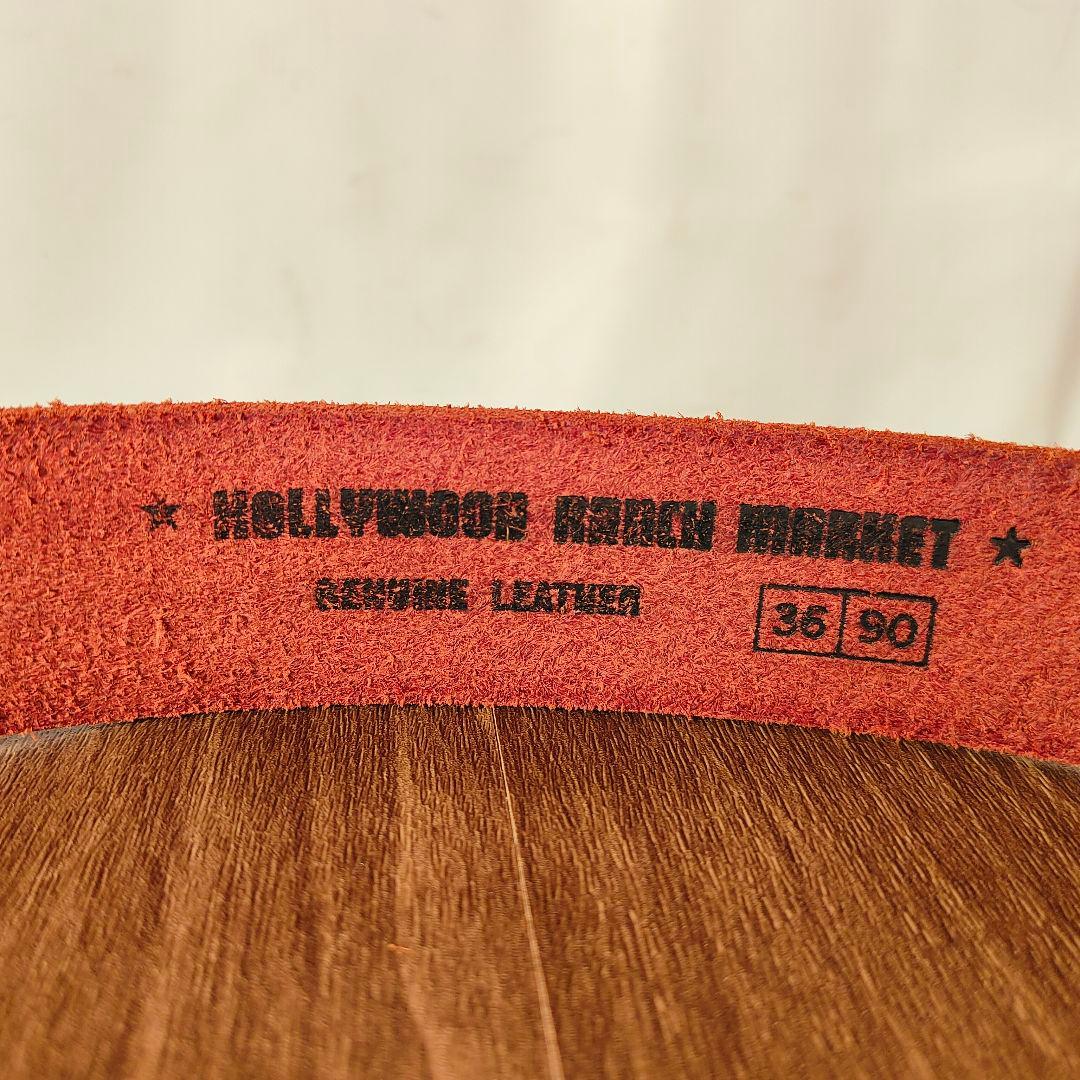 ★ HOLLYWOOD RANCH MARKET ★
GENUINE LEATHER
36 90